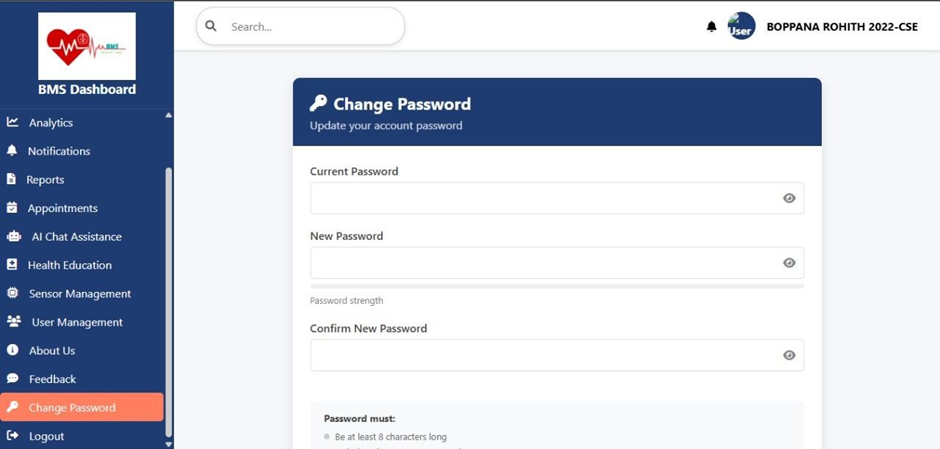 BMS
BMS Dashboard
Analytics
Notifications
Reports
Appointments
AI Chat Assistance
Health Education
Sensor Management
User Management
About Us
Feedback
Change Password
Logout
Search...
User
BOPPANA ROHITH 2022-CSE
Change Password
Update your account password
Current Password
New Password
Password strength
Confirm New Password
Password must:
Be at least 8 characters long